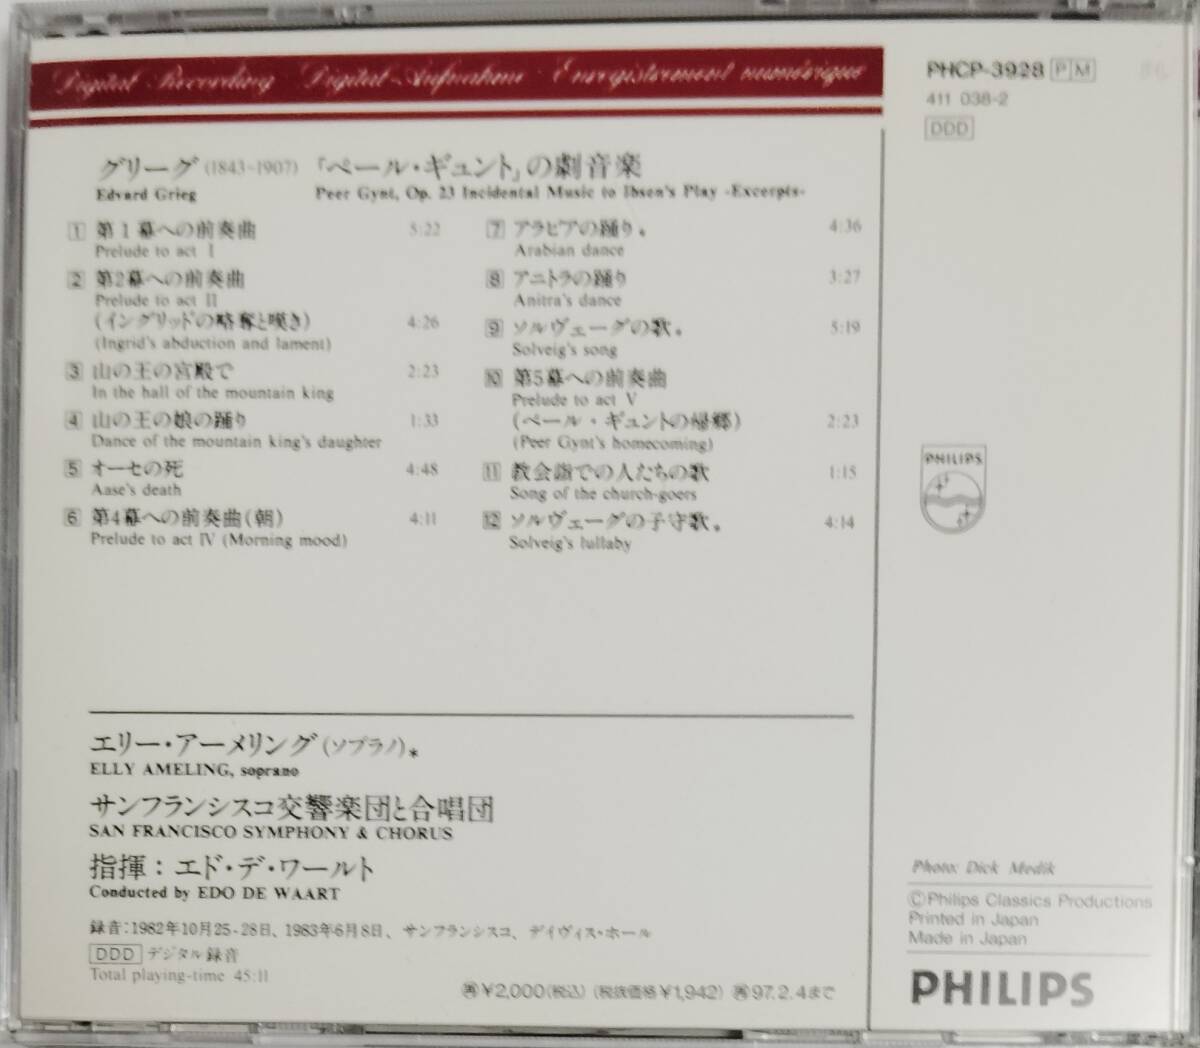 Digital Recording Digital-Aufnahme Enregistrement numérique
PHCP-3928 P M
411 038-2
DDD
グリーグ (1843-1907) 「ペール・ギュント」の劇音楽
Edvard Grieg Peer Gynt, Op. 23 Incidental Music to Ibsen's Play -Excerpts-
1 第1幕への前奏曲 5:22
Prelude to act I
2 第2幕への前奏曲
Prelude to act II
(イングリッドの略奪と嘆き) 4:26
(Ingrid's abduction and lament)
3 山の王の宮殿で 2:23
In the hall of the mountain king
4 山の王の娘の踊り 1:33
Dance of the mountain king's daughter
5 オーセの死 4:48
Aase's death
6 第4幕への前奏曲(朝) 4:11
Prelude to act IV (Morning mood)
7 アラビアの踊り* 4:36
Arabian dance
8 アニトラの踊り 3:27
Anitra's dance
9 ソルヴェーグの歌* 5:19
Solveig's song
10 第5幕への前奏曲
Prelude to act V
(ペール・ギュントの帰郷) 2:23
(Peer Gynt's homecoming)
11 教会詣での人たちの歌 1:15
Song of the church-goers
12 ソルヴェーグの子守歌* 4:14
Solveig's lullaby
エリー・アーメリング(ソプラノ)*
ELLY AMELING, soprano
サンフランシスコ交響楽団と合唱団
SAN FRANCISCO SYMPHONY & CHORUS
指揮：エド・デ・ワールト
Conducted by EDO DE WAART
録音：1982年10月25-28日、1983年6月8日、サンフランシスコ、デイヴィス・ホール
DDD デジタル録音
Total playing-time 45:11
再￥2,000(税込) (税抜価格￥1,942) 再97.2.4まで
PHILIPS
Photo: Dick Medik
©Philips Classics Productions
Printed in Japan
Made in Japan
PHILIPS